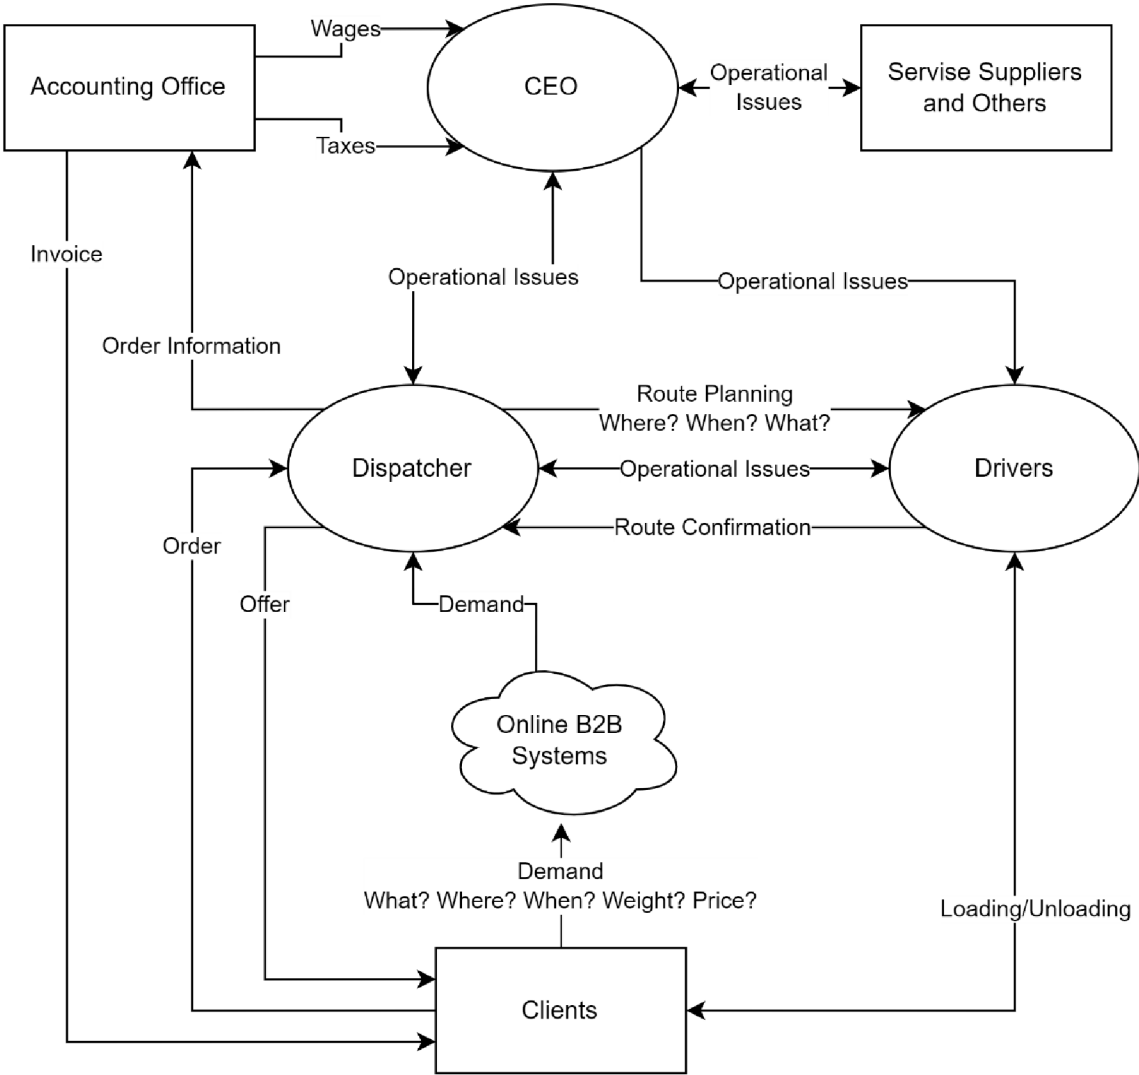 Wages
Accounting Office
CEO
Operational
Issues
Servise Suppliers
and Others
Taxes
Invoice
Operational Issues
Operational Issues
Order Information
Route Planning
Where? When? What?
Dispatcher
Operational Issues
Drivers
Route Confirmation
Order
Offer
Demand
Online B2B
Systems
Demand
What? Where? When? Weight? Price?
Loading/Unloading
Clients